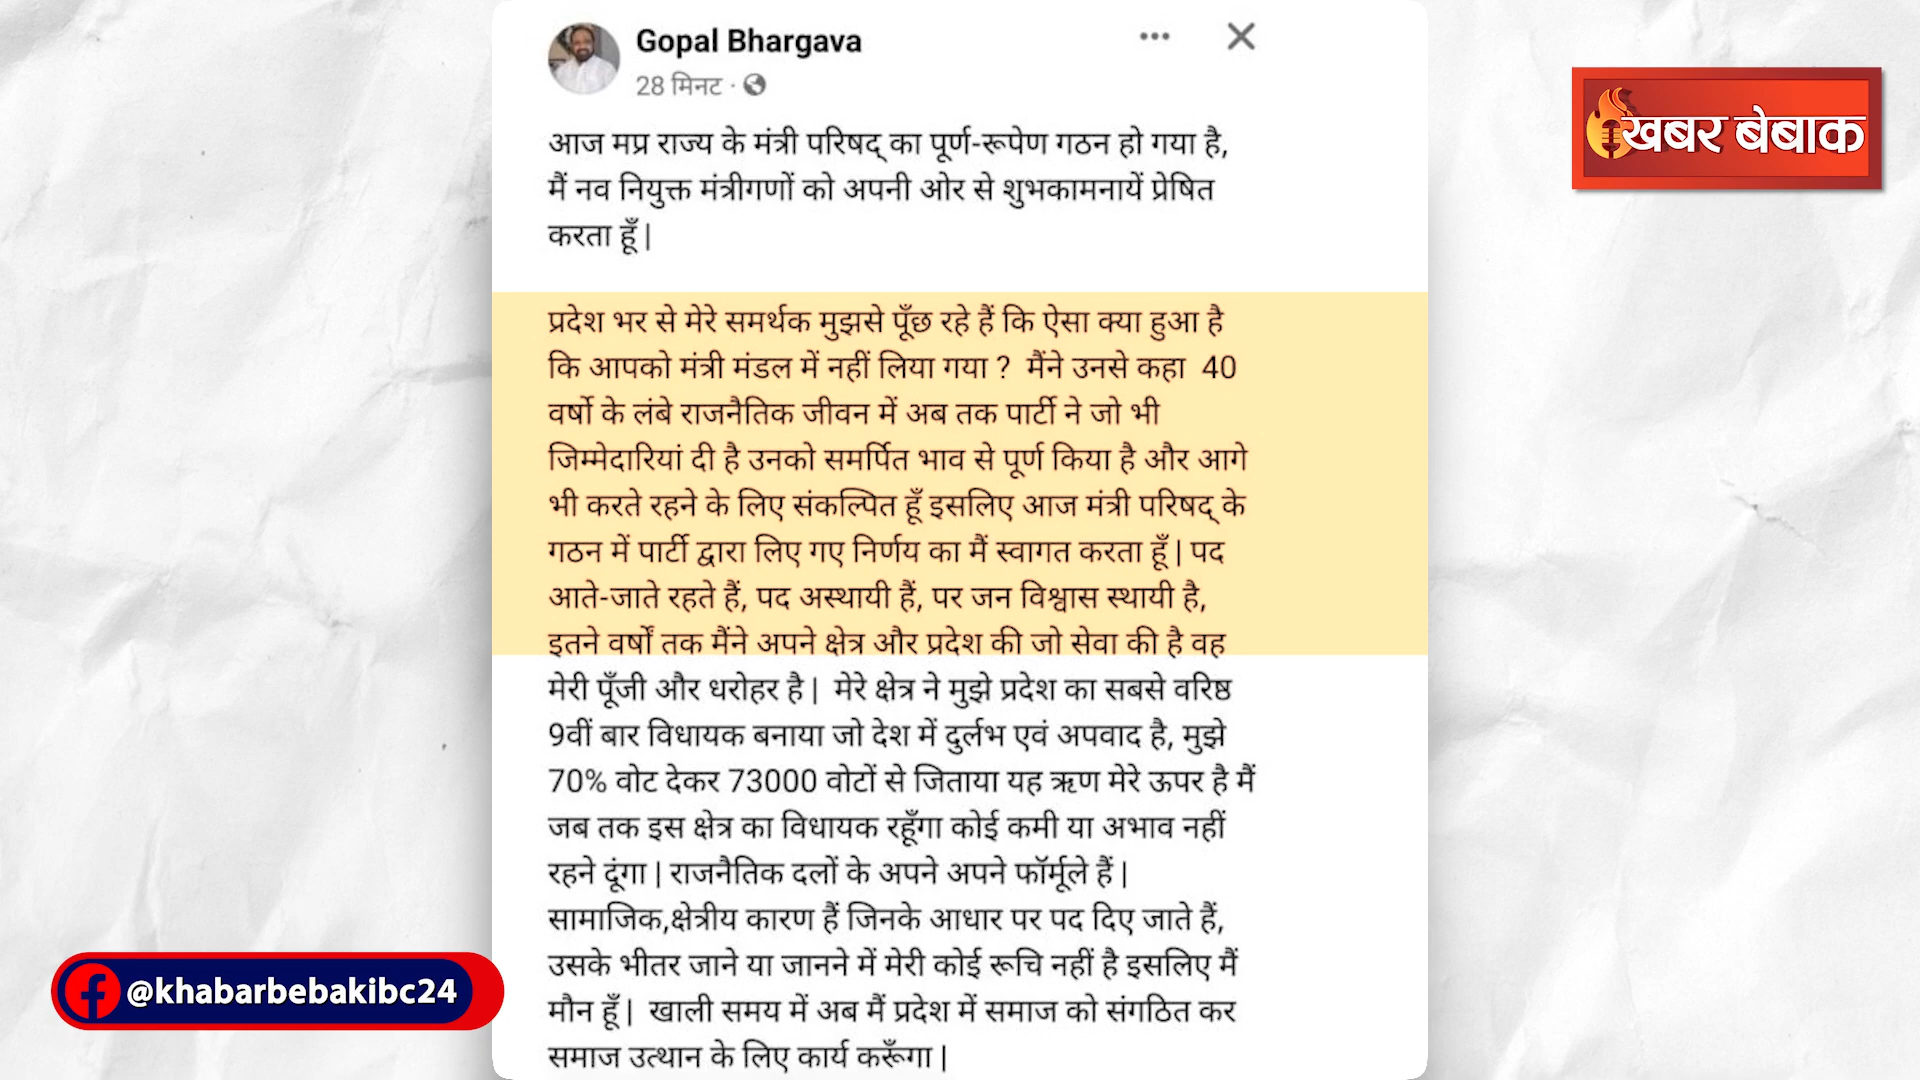 Gopal Bhargava
28 मिनट ·
खबर बेबाक
आज मप्र राज्य के मंत्री परिषद् का पूर्ण-रूपेण गठन हो गया है,
मैं नव नियुक्त मंत्रीगणों को अपनी ओर से शुभकामनायें प्रेषित
करता हूँ |
प्रदेश भर से मेरे समर्थक मुझसे पूँछ रहे हैं कि ऐसा क्या हुआ है
कि आपको मंत्री मंडल में नहीं लिया गया ? मैंने उनसे कहा 40
वर्षो के लंबे राजनैतिक जीवन में अब तक पार्टी ने जो भी
जिम्मेदारियां दी है उनको समर्पित भाव से पूर्ण किया है और आगे
भी करते रहने के लिए संकल्पित हूँ इसलिए आज मंत्री परिषद् के
गठन में पार्टी द्वारा लिए गए निर्णय का मैं स्वागत करता हूँ | पद
आते-जाते रहते हैं, पद अस्थायी हैं, पर जन विश्वास स्थायी है,
इतने वर्षों तक मैंने अपने क्षेत्र और प्रदेश की जो सेवा की है वह
मेरी पूँजी और धरोहर है | मेरे क्षेत्र ने मुझे प्रदेश का सबसे वरिष्ठ
9वीं बार विधायक बनाया जो देश में दुर्लभ एवं अपवाद है, मुझे
70% वोट देकर 73000 वोटों से जिताया यह ऋण मेरे ऊपर है मैं
जब तक इस क्षेत्र का विधायक रहूँगा कोई कमी या अभाव नहीं
रहने दूंगा | राजनैतिक दलों के अपने अपने फॉर्मूले हैं |
सामाजिक,क्षेत्रीय कारण हैं जिनके आधार पर पद दिए जाते हैं,
उसके भीतर जाने या जानने में मेरी कोई रूचि नहीं है इसलिए मैं
मौन हूँ | खाली समय में अब मैं प्रदेश में समाज को संगठित कर
समाज उत्थान के लिए कार्य करूँगा |
@khabarbebakibc24